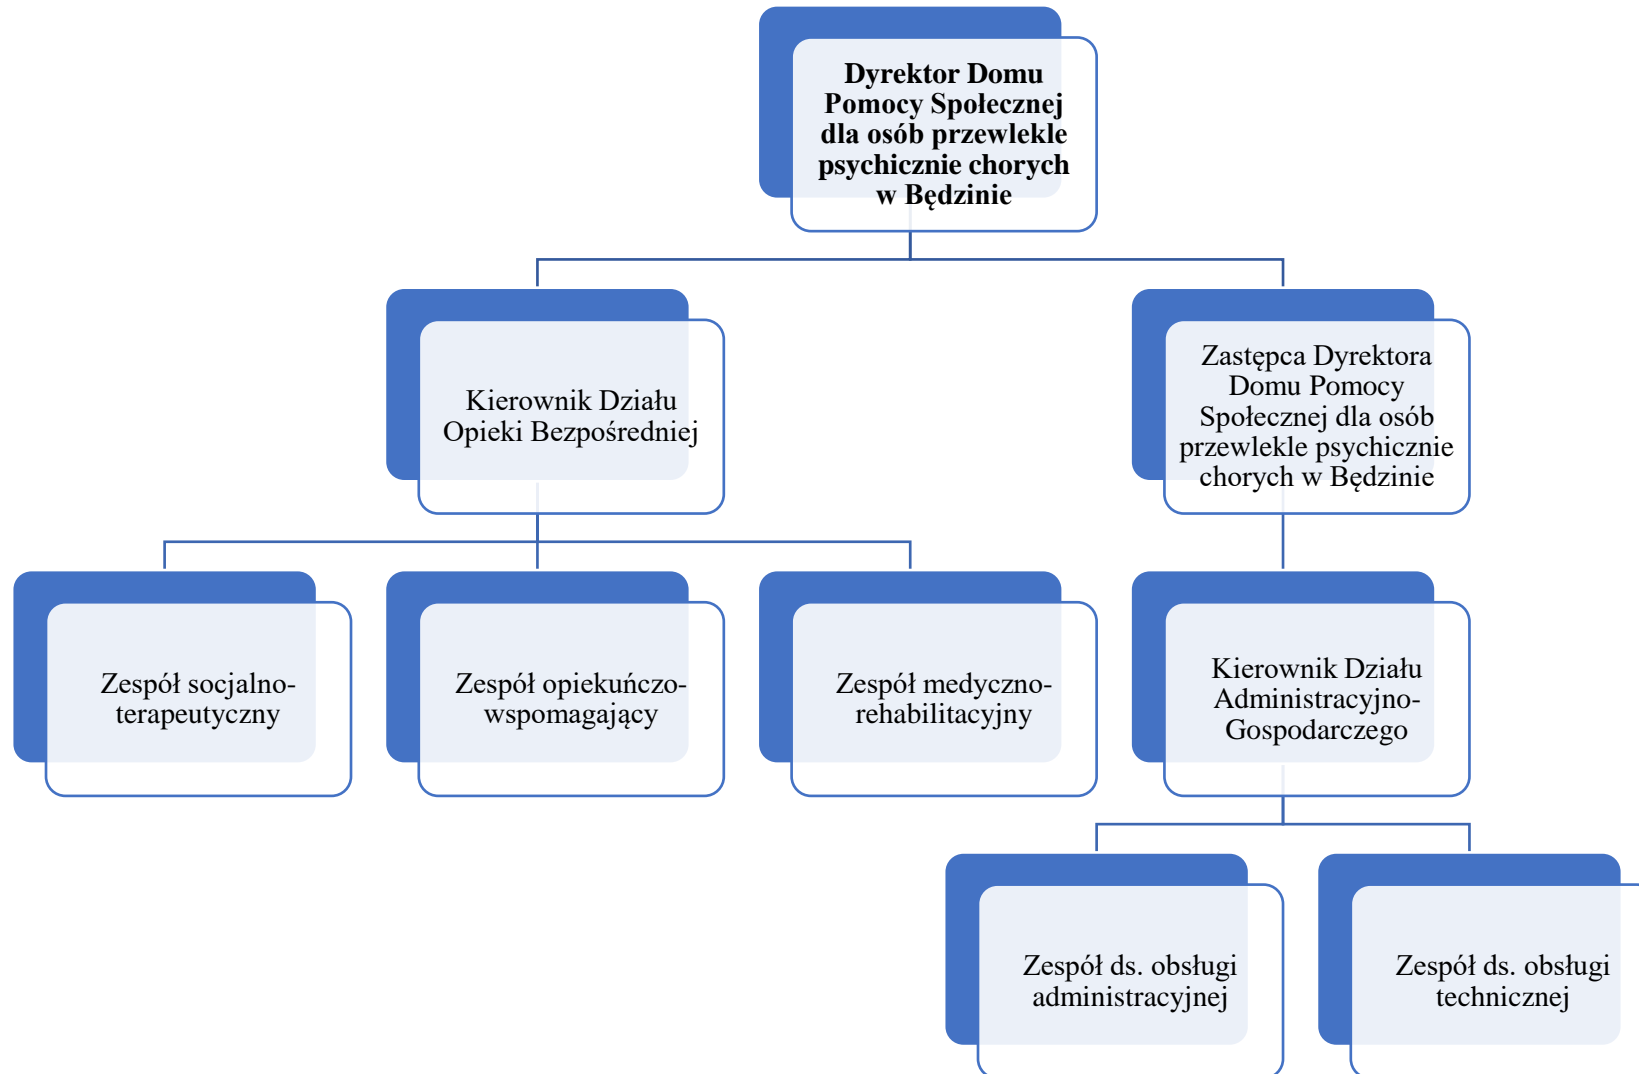 Dyrektor Domu
Pomocy Społecznej
dla osób przewlekle
psychicznie chorych
w Będzinie
Kierownik Działu
Opieki Bezpośredniej
Zastępca Dyrektora
Domu Pomocy
Społecznej dla osób
przewlekle psychicznie
chorych w Będzinie
Zespół socjalno-
terapeutyczny
Zespół opiekuńczo-
wspomagający
Zespół medyczno-
rehabilitacyjny
Kierownik Działu
Administracyjno-
Gospodarczego
Zespół ds. obsługi
administracyjnej
Zespół ds. obsługi
technicznej